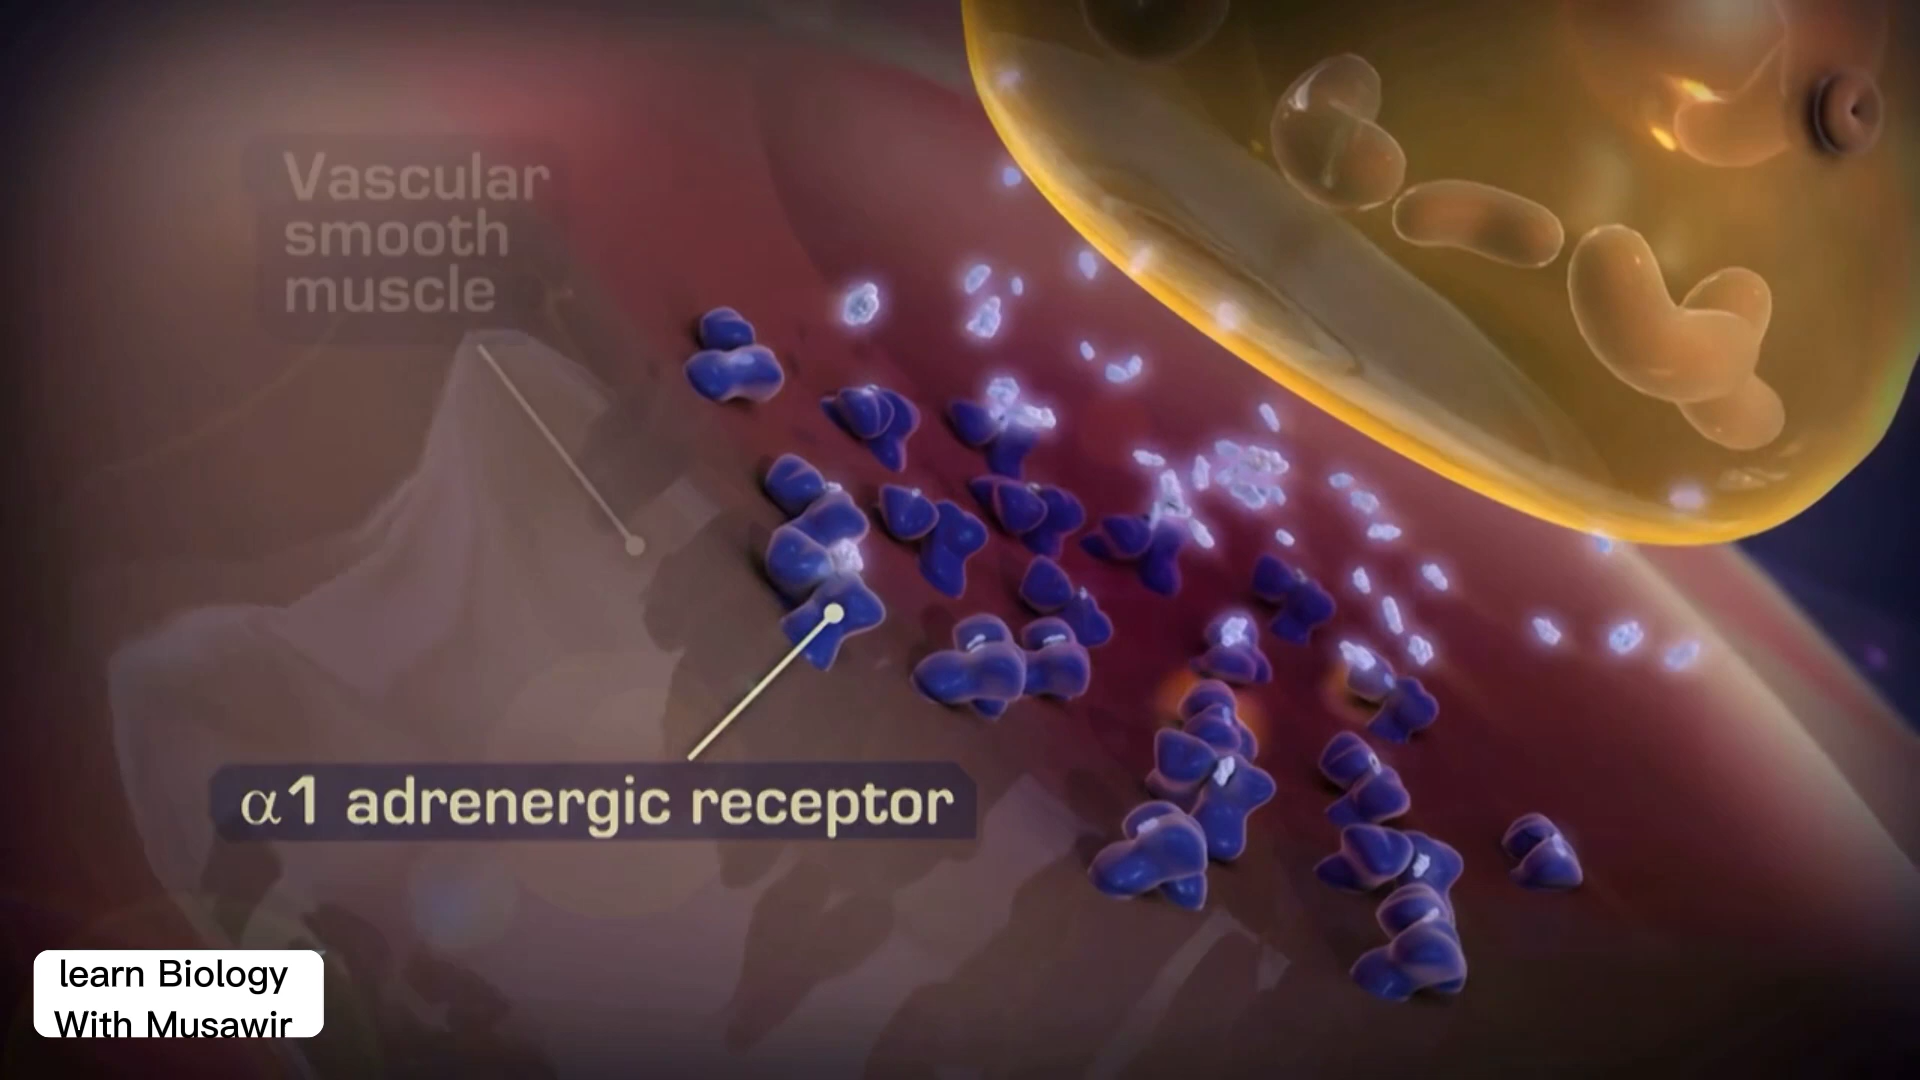 Vascular
smooth
muscle
α1 adrenergic receptor
learn Biology
With Musawir